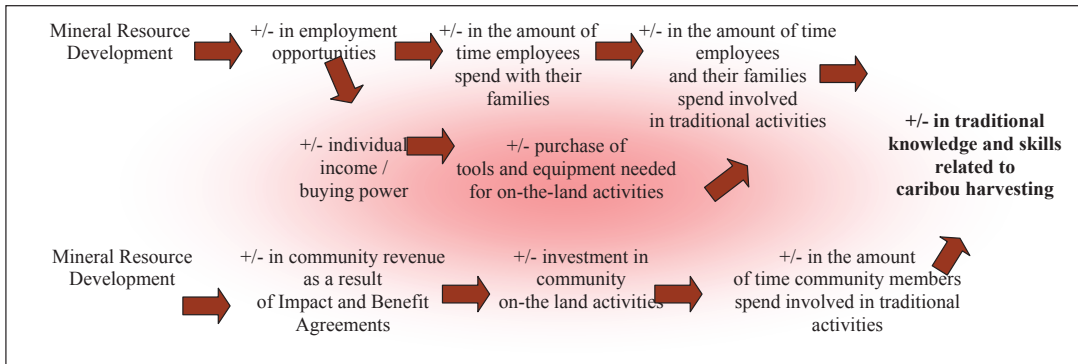 Mineral Resource
Development
+/- in employment
opportunities
+/- in the amount of
time employees
spend with their
families
+/- in the amount of time
employees
and their families
spend involved
in traditional activities
+/- individual
income /
buying power
+/- purchase of
tools and equipment needed
for on-the-land activities
+/- in traditional
knowledge and skills
related to
caribou harvesting
Mineral Resource
Development
+/- in community revenue
as a result
of Impact and Benefit
Agreements
+/- investment in
community
on-the land activities
+/- in the amount
of time community members
spend involved in traditional
activities